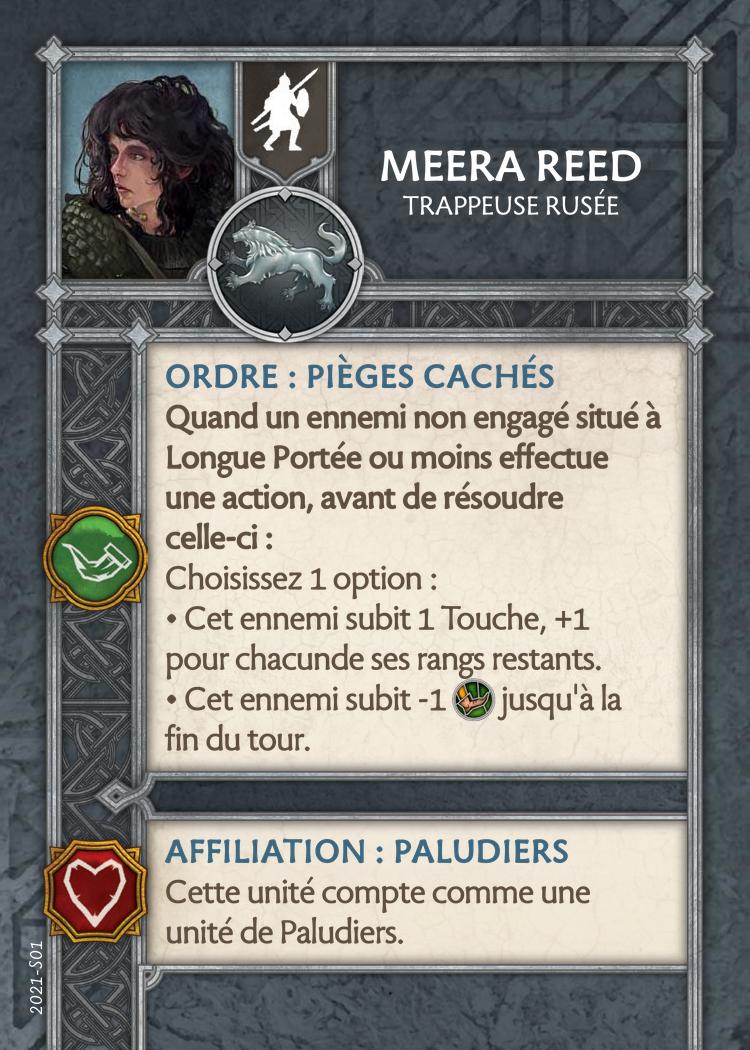 MEERA REED
TRAPPEUSE RUSÉE
ORDRE : PIÈGES CACHÉS
Quand un ennemi non engagé situé à
Longue Portée ou moins effectue
une action, avant de résoudre
celle-ci :
Choisissez 1 option :
• Cet ennemi subit 1 Touche, +1
pour chacunde ses rangs restants.
• Cet ennemi subit -1 jusqu'à la
fin du tour.
AFFILIATION : PALUDIERS
Cette unité compte comme une
unité de Paludiers.
2021-S01